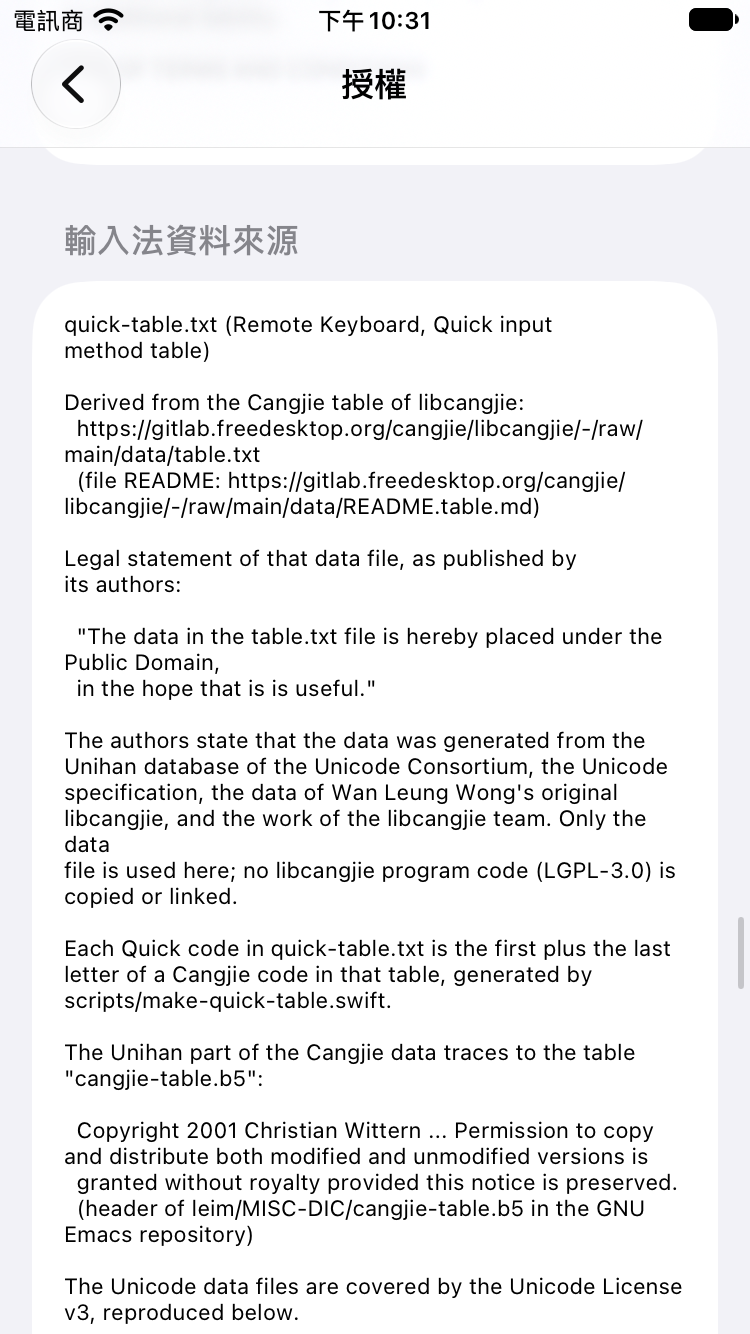 電訊商
下午10:31
授權
輸入法資料來源
quick-table.txt (Remote Keyboard, Quick input
method table)
Derived from the Cangjie table of libcangjie:
https://gitlab.freedesktop.org/cangjie/libcangjie/-/raw/
main/data/table.txt
(file README: https://gitlab.freedesktop.org/cangjie/
libcangjie/-/raw/main/data/README.table.md)
Legal statement of that data file, as published by
its authors:
"The data in the table.txt file is hereby placed under the
Public Domain,
in the hope that is is useful."
The authors state that the data was generated from the
Unihan database of the Unicode Consortium, the Unicode
specification, the data of Wan Leung Wong's original
libcangjie, and the work of the libcangjie team. Only the
data
file is used here; no libcangjie program code (LGPL-3.0) is
copied or linked.
Each Quick code in quick-table.txt is the first plus the last
letter of a Cangjie code in that table, generated by
scripts/make-quick-table.swift.
The Unihan part of the Cangjie data traces to the table
"cangjie-table.b5":
Copyright 2001 Christian Wittern ... Permission to copy
and distribute both modified and unmodified versions is
granted without royalty provided this notice is preserved.
(header of leim/MISC-DIC/cangjie-table.b5 in the GNU
Emacs repository)
The Unicode data files are covered by the Unicode License
v3, reproduced below.